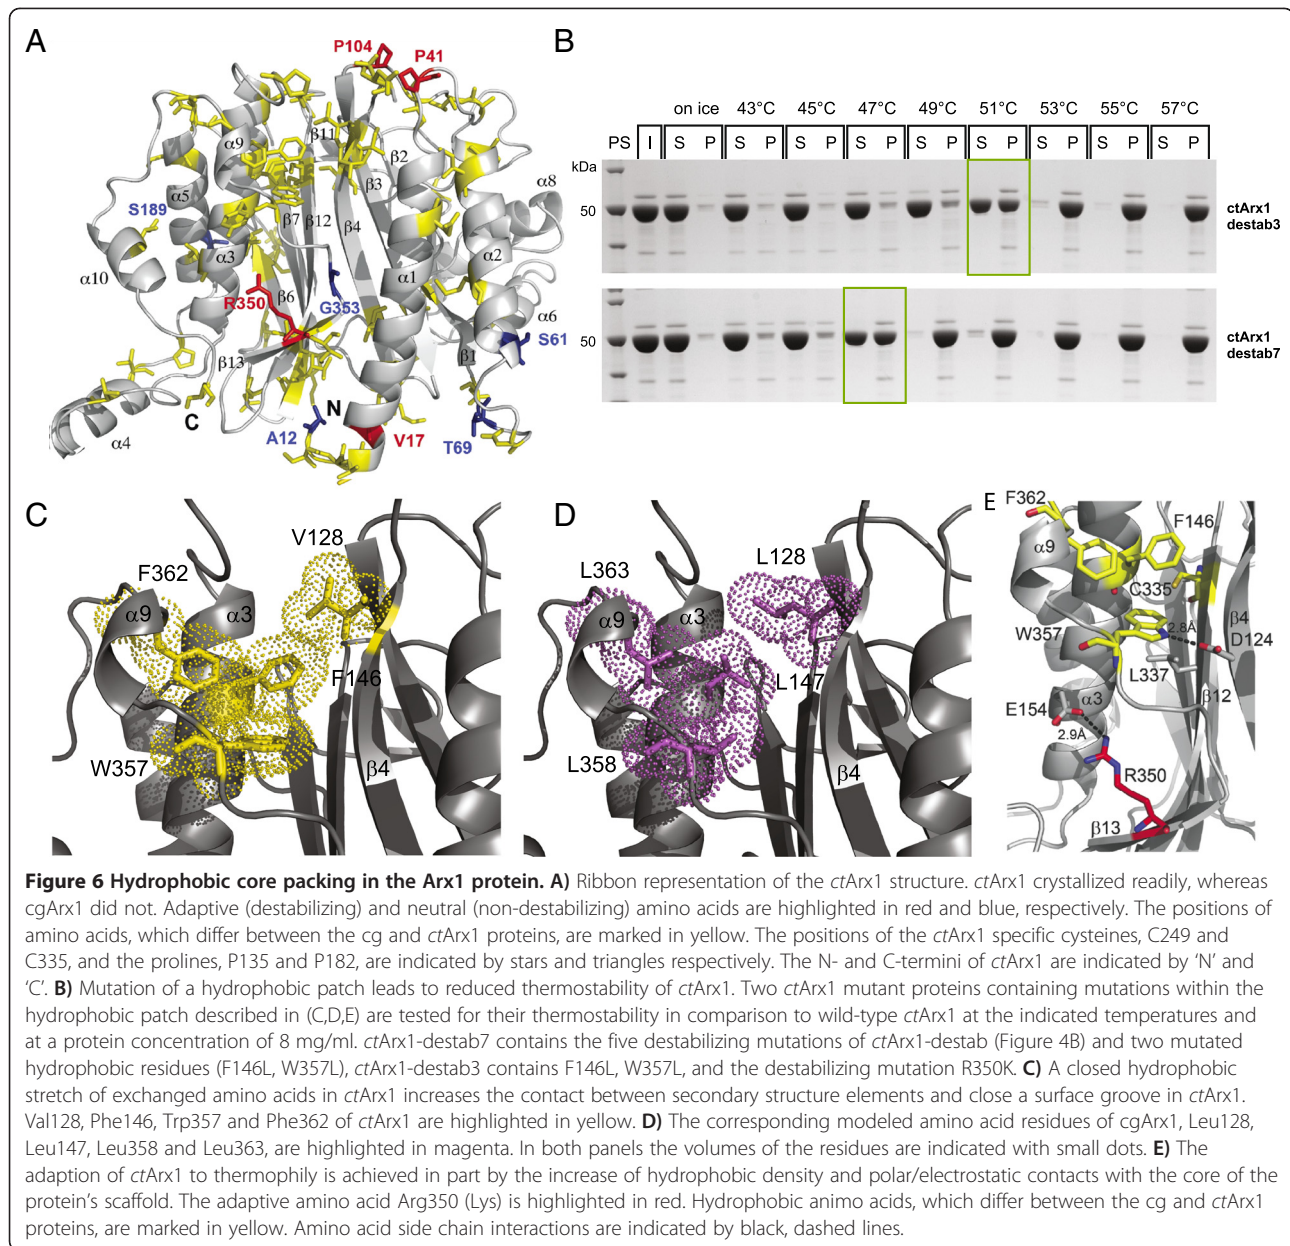 A
P104
P41
β11
α9
β2
β3
α8
α5
S189
β7
β12
β4
α3
α2
α1
α10
β6
R350
G353
α6
S61
β1
β13
N
C
A12
V17
T69
α4
B
on ice 43°C 45°C 47°C 49°C 51°C 53°C 55°C 57°C
PS I S P S P S P S P S P S P S P S P S P
kDa
50
ctArx1
destab3
50
ctArx1
destab7
C
V128
F362
α9
α3
F146
W357
β4
D
L363
L128
α9
α3
L147
L358
β4
E
F362
F146
α9
C335
β4
2.8Å
D124
W357
L337
α3
β12
E154
2.9Å
R350
β13
Figure 6 Hydrophobic core packing in the Arx1 protein. A) Ribbon representation of the ctArx1 structure. ctArx1 crystallized readily, whereas
cgArx1 did not. Adaptive (destabilizing) and neutral (non-destabilizing) amino acids are highlighted in red and blue, respectively. The positions of
amino acids, which differ between the cg and ctArx1 proteins, are marked in yellow. The positions of the ctArx1 specific cysteines, C249 and
C335, and the prolines, P135 and P182, are indicated by stars and triangles respectively. The N- and C-termini of ctArx1 are indicated by ‘N’ and
‘C’. B) Mutation of a hydrophobic patch leads to reduced thermostability of ctArx1. Two ctArx1 mutant proteins containing mutations within the
hydrophobic patch described in (C,D,E) are tested for their thermostability in comparison to wild-type ctArx1 at the indicated temperatures and
at a protein concentration of 8 mg/ml. ctArx1-destab7 contains the five destabilizing mutations of ctArx1-destab (Figure 4B) and two mutated
hydrophobic residues (F146L, W357L), ctArx1-destab3 contains F146L, W357L, and the destabilizing mutation R350K. C) A closed hydrophobic
stretch of exchanged amino acids in ctArx1 increases the contact between secondary structure elements and close a surface groove in ctArx1.
Val128, Phe146, Trp357 and Phe362 of ctArx1 are highlighted in yellow. D) The corresponding modeled amino acid residues of cgArx1, Leu128,
Leu147, Leu358 and Leu363, are highlighted in magenta. In both panels the volumes of the residues are indicated with small dots. E) The
adaption of ctArx1 to thermophily is achieved in part by the increase of hydrophobic density and polar/electrostatic contacts with the core of the
protein’s scaffold. The adaptive amino acid Arg350 (Lys) is highlighted in red. Hydrophobic animo acids, which differ between the cg and ctArx1
proteins, are marked in yellow. Amino acid side chain interactions are indicated by black, dashed lines.